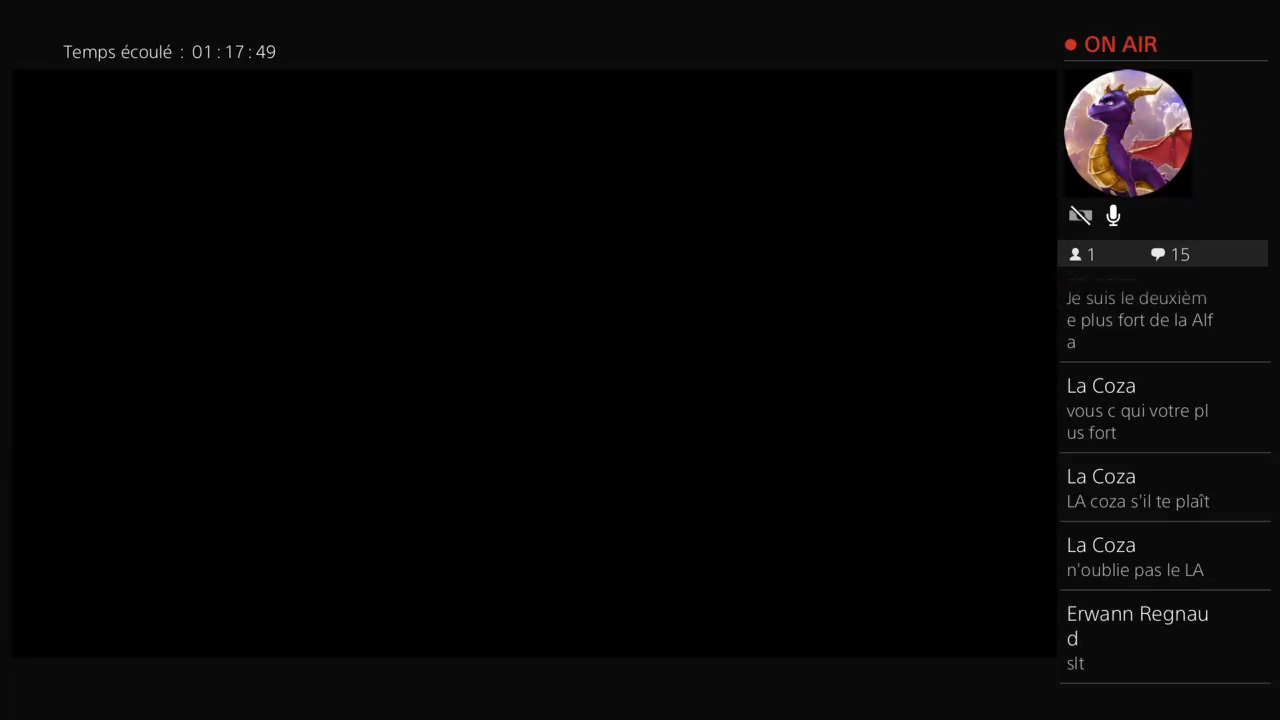 Temps écoulé : 01:17:49
ON AIR
1 15
Je suis le deuxièm
e plus fort de la Alf
a
La Coza
vous c qui votre pl
us fort
La Coza
LA coza s'il te plaît
La Coza
n'oublie pas le LA
Erwann Regnau
d
slt